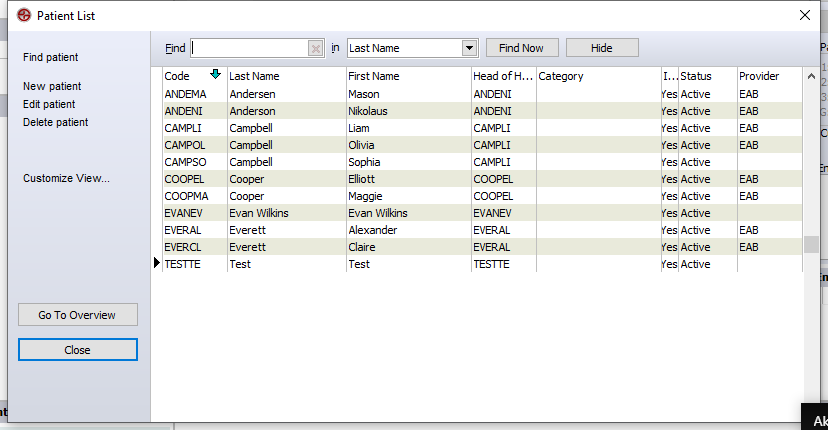 Patient List
Find patient
New patient
Edit patient
Delete patient
Customize View...
Go To Overview
Close
Find in Last Name Find Now Hide
Code Last Name First Name Head of H... Category I... Status Provider
ANDEMA Andersen Mason ANDENI Yes Active EAB
ANDENI Anderson Nikolaus ANDENI Yes Active EAB
CAMPLI Campbell Liam CAMPLI Yes Active EAB
CAMPOL Campbell Olivia CAMPLI Yes Active EAB
CAMPSO Campbell Sophia CAMPLI Yes Active
COOPEL Cooper Elliott COOPEL Yes Active EAB
COOPMA Cooper Maggie COOPEL Yes Active EAB
EVANEV Evan Wilkins Evan Wilkins EVANEV Yes Active
EVERAL Everett Alexander EVERAL Yes Active EAB
EVERCL Everett Claire EVERAL Yes Active EAB
TESTTE Test Test TESTTE Yes Active
Ak